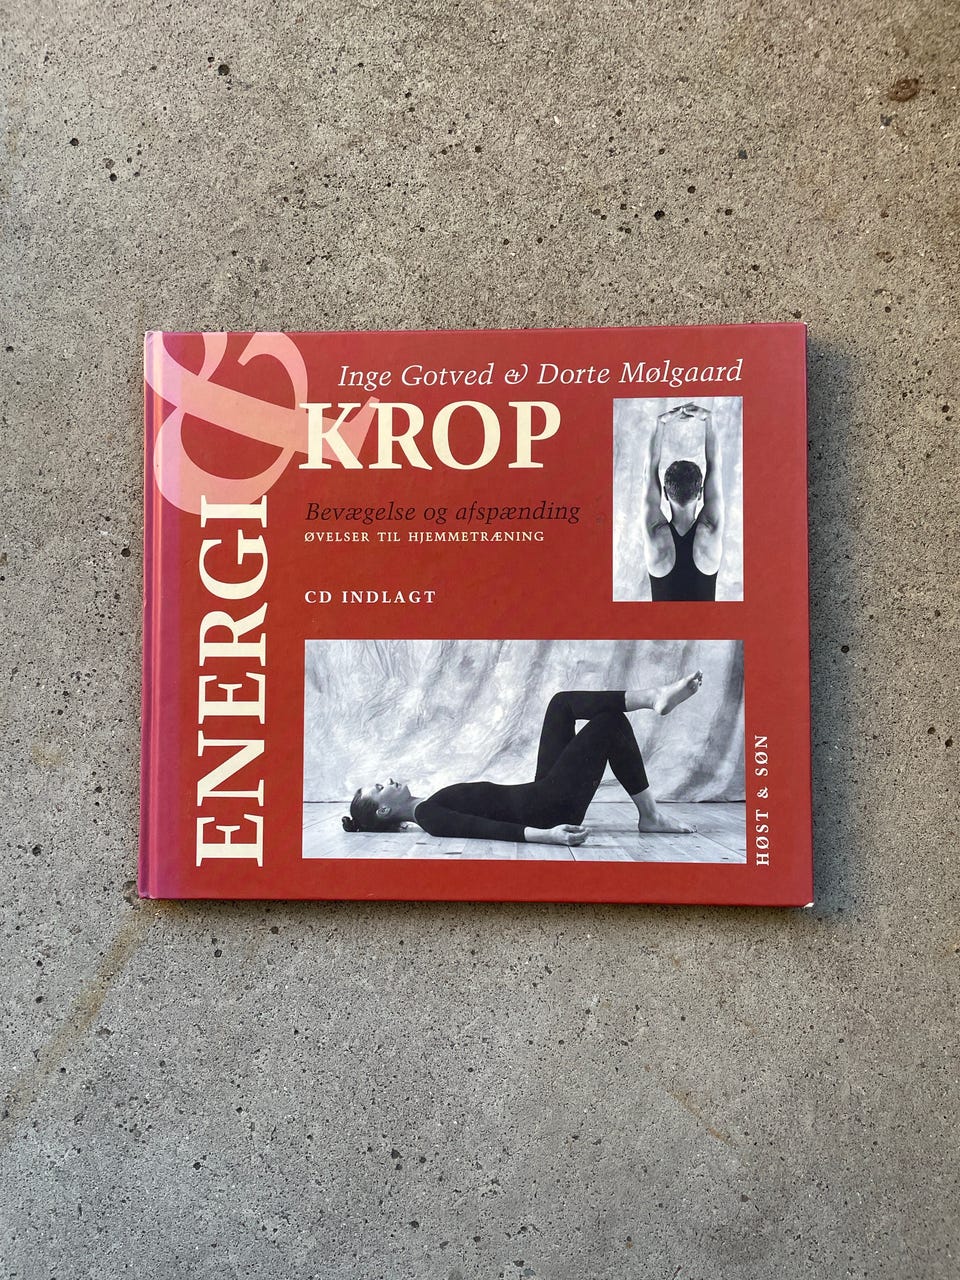 Inge Gotved & Dorte Mølgaard
ENERGI
&
KROP
Bevægelse og afspænding
ØVELSER TIL HJEMMETRÆNING
CD INDLAGT
HØST & SØN